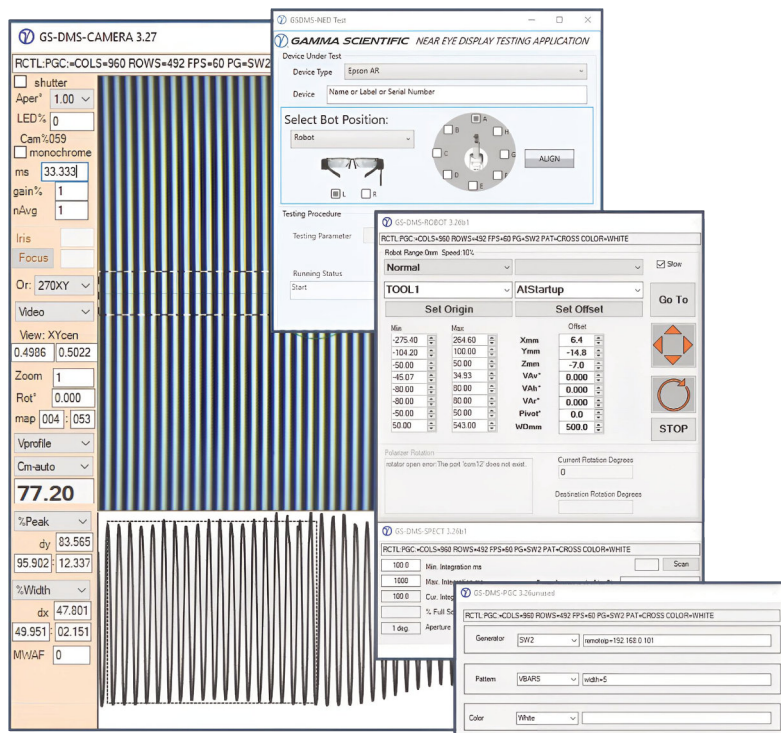 GS-DMS-CAMERA 3.27
RCTL:PGC:=COLS=960 ROWS=492 FPS=60 PG=SW2
shutter
Aper° 1.00
LED% 0
Cam%059
monochrome
ms 33.333
gain% 1
nAvg 1
Iris
Focus
Or: 270XY
Video
View: XYcen
0.4986 0.5022
Zoom 1
Rot° 0.000
map 004 : 053
Vprofile
Cm-auto
77.20
%Peak
dy 83.565
95.902 : 12.337
%Width
dx 47.801
49.951 : 02.151
MWAF 0
GSDMS-NED Test
GAMMA SCIENTIFIC NEAR EYE DISPLAY TESTING APPLICATION
Device Under Test
Device Type Epson AR
Device Name or Label or Serial Number
Select Bot Position:
Robot
A
B H
C G
D F
E
ALIGN
L R
Testing Procedure
Testing Parameter
Running Status
Start
GS-DMS-ROBOT 3.26b1
RCTL:PGC:=COLS=960 ROWS=492 FPS=60 PG=SW2 PAT=CROSS COLOR=WHITE
Robot Range 0mm Speed:10%
Normal
Slow
TOOL1 AtStartup
Go To
Set Origin Set Offset
Min Max Offset
-275.40 264.60 Xmm 6.4
-104.20 100.00 Ymm -14.8
-50.00 50.00 Zmm -7.0
-45.07 34.93 VAv° 0.000
-80.00 80.00 VAh° 0.000
-80.00 80.00 VAr° 0.000
-50.00 50.00 Pivot° 0.0
50.00 543.00 WDmm 500.0
STOP
Polarizer Rotation
rotator open error:The port 'com12' does not exist.
Current Rotation Degrees
0
Destination Rotation Degrees
GS-DMS-SPECT 3.26b1
RCTL:PGC:=COLS=960 ROWS=492 FPS=60 PG=SW2 PAT=CROSS COLOR=WHITE
100.0 Min. Integration ms
Scan
1000 Max. Integration ms
100.0 Cur. Integ
% Full Sc
1 deg. Aperture
GS-DMS-PGC 3.26unused
RCTL:PGC:=COLS=960 ROWS=492 FPS=60 PG=SW2 PAT=CROSS COLOR=WHITE
Generator SW2 remoteip=192.168.0.101
Pattern VBARS width=5
Color White